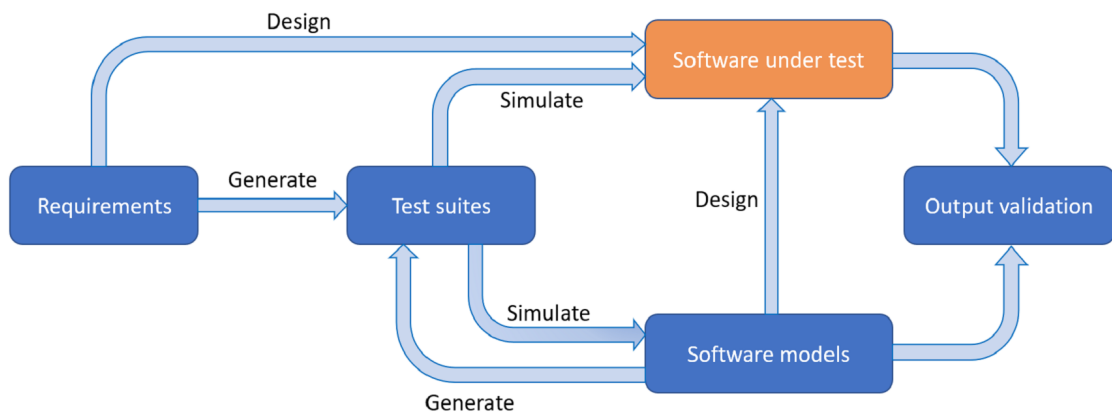 Design
Software under test
Simulate
Requirements
Generate
Test suites
Design
Output validation
Simulate
Software models
Generate